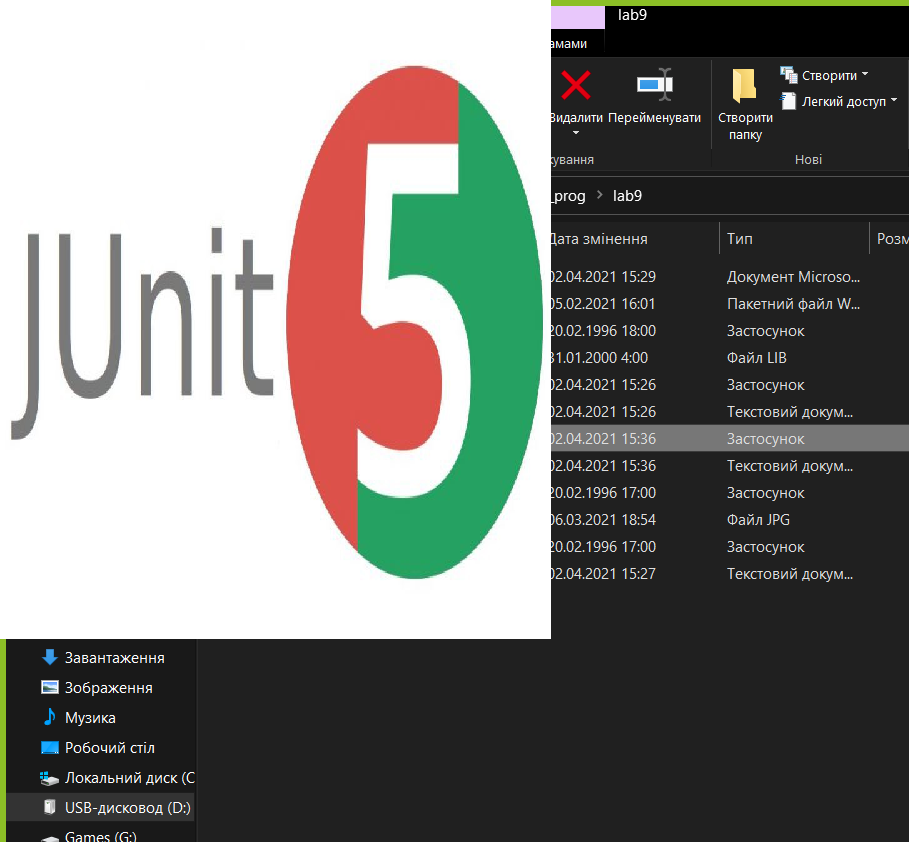 lab9
Створити
Легкий доступ
Видалити
Перейменувати
Створити
папку
Нові
prog > lab9
Дата змінення
Тип
02.04.2021 15:29
Документ Microso...
05.02.2021 16:01
Пакетний файл W...
20.02.1996 18:00
Застосунок
31.01.2000 4:00
Файл LIB
02.04.2021 15:26
Застосунок
02.04.2021 15:26
Текстовий докум...
02.04.2021 15:36
Застосунок
02.04.2021 15:36
Текстовий докум...
20.02.1996 17:00
Застосунок
06.03.2021 18:54
Файл JPG
20.02.1996 17:00
Застосунок
02.04.2021 15:27
Текстовий докум...
JUnit 5
Завантаження
Зображення
Музика
Робочий стіл
Локальний диск (C
USB-дисковод (D:)
Games (G:)